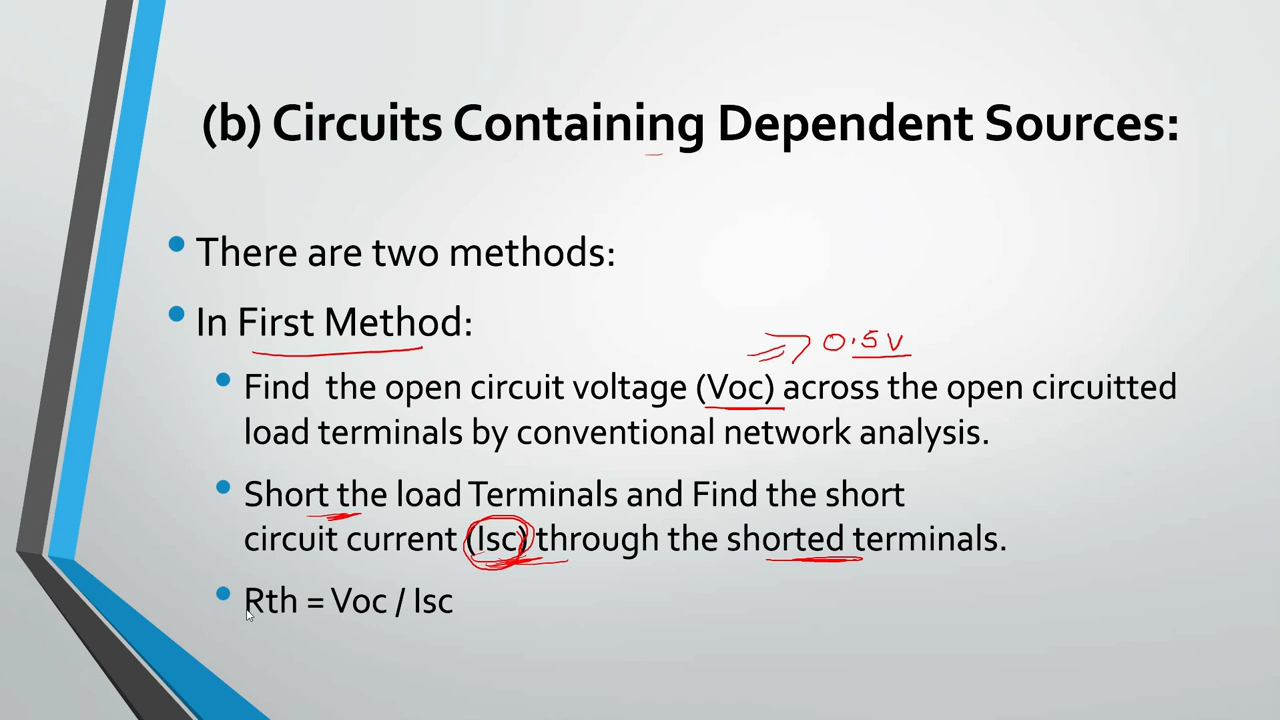 (b) Circuits Containing Dependent Sources:
• There are two methods:
• In First Method:
⇒ 0.5V
• Find the open circuit voltage (Voc) across the open circuitted
load terminals by conventional network analysis.
• Short the load Terminals and Find the short
circuit current (Isc) through the shorted terminals.
• Rth = Voc / Isc